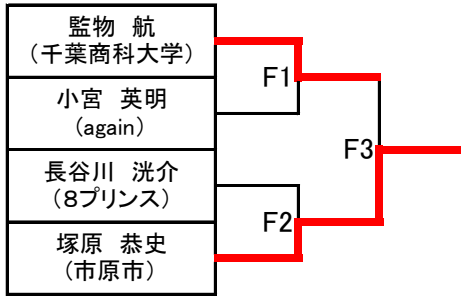 監物　航
（千葉商科大学）
F1
小宮　英明
（again）
F3
長谷川　洸介
（８プリンス）
F2
塚原　恭史
（市原市）